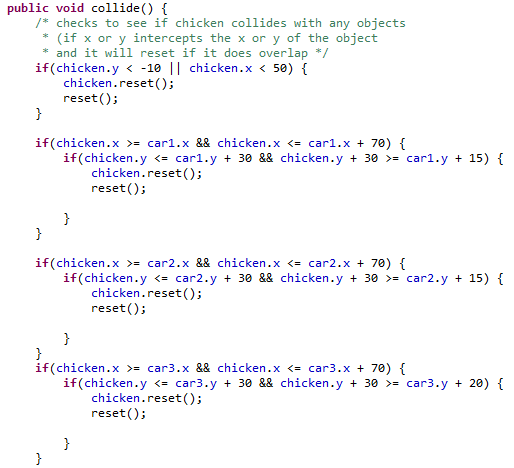 public void collide() {
    /* checks to see if chicken collides with any objects
     * (if x or y intercepts the x or y of the object
     * and it will reset if it does overlap */
    if(chicken.y < -10 || chicken.x < 50) {
        chicken.reset();
        reset();
    }

    if(chicken.x >= car1.x && chicken.x <= car1.x + 70) {
        if(chicken.y <= car1.y + 30 && chicken.y + 30 >= car1.y + 15) {
            chicken.reset();
            reset();

        }
    }

    if(chicken.x >= car2.x && chicken.x <= car2.x + 70) {
        if(chicken.y <= car2.y + 30 && chicken.y + 30 >= car2.y + 15) {
            chicken.reset();
            reset();

        }
    }
    if(chicken.x >= car3.x && chicken.x <= car3.x + 70) {
        if(chicken.y <= car3.y + 30 && chicken.y + 30 >= car3.y + 20) {
            chicken.reset();
            reset();

        }
    }